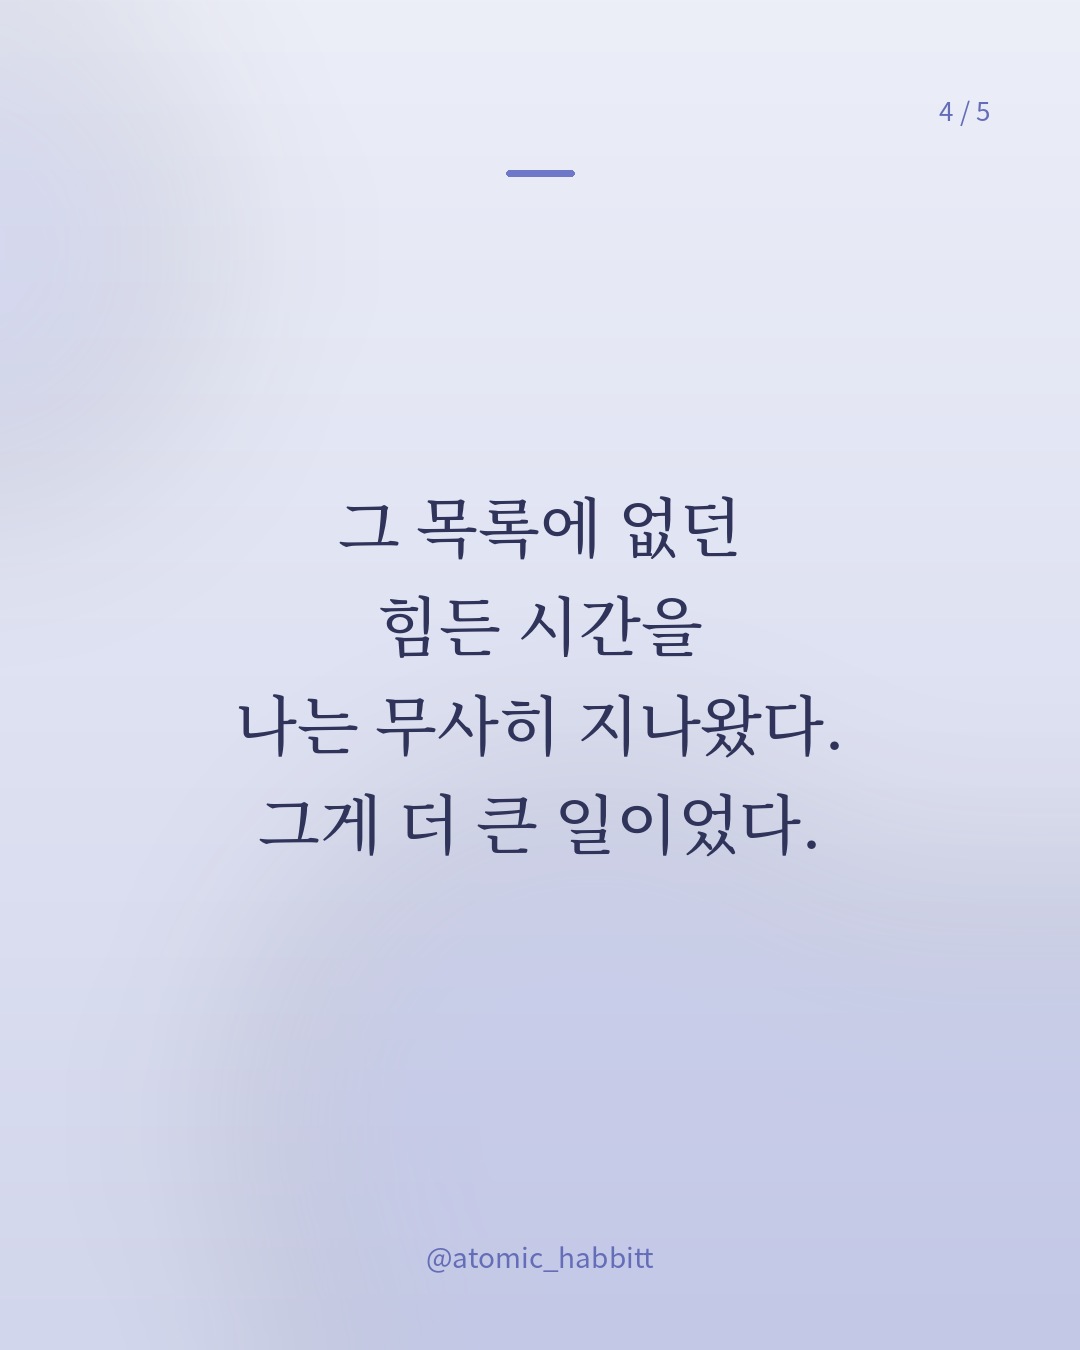 4 / 5
그 목록에 없던
힘든 시간을
나는 무사히 지나왔다.
그게 더 큰 일이었다.
@atomic_habbitt